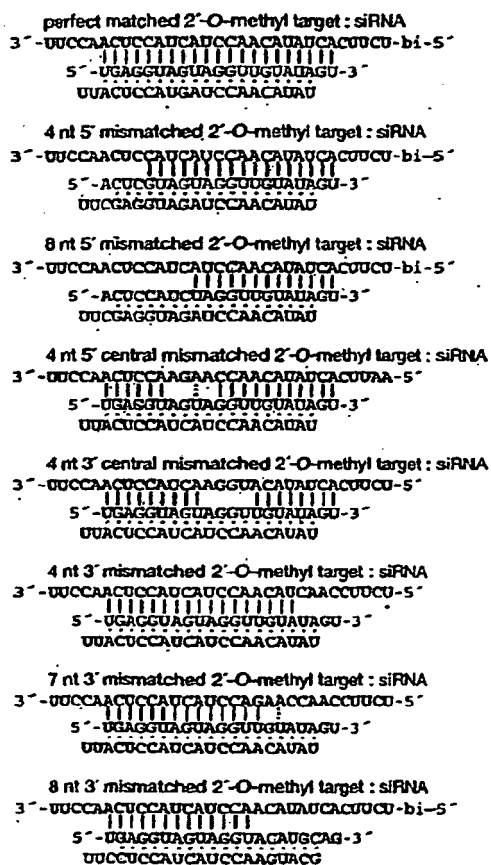 perfect matched 2´-O-methyl target : siRNA
3´-UUCCAACUCCAUCAUCCAACAUAUCACUUCU-bi-5´
5´-UGAGGUAGUAGGUUGUAUAGU-3´
UUACUCCAUGAUCCAACAUAU
4 nt 5´ mismatched 2´-O-methyl target : siRNA
3´-UUCCAACUCCAUCAUCCAACAUAUCACUUCU-bi-5´
5´-ACUCGUAGUAGGUUGUAUAGU-3´
UUCGAGGUAGAUCCAACAUAU
8 nt 5´ mismatched 2´-O-methyl target : siRNA
3´-UUCCAACUCCAUCAUCCAACAUAUCACUUCU-bi-5´
5´-ACUCCAUCUAGGUUGUAUAGU-3´
UUCGAGGUAGAUCCAACAUAU
4 nt 5´ central mismatched 2´-O-methyl target : siRNA
3´-UUCCAACUCCAAGAACCAACAUAUCACUUAA-5´
5´-UGASGUAGUAGGUUGUAUAGU-3´
UUACUCCAUCAUCCAACAUAU
4 nt 3´ central mismatched 2´-O-methyl target : siRNA
3´-UUCCAACUCCAUCAAGGUACAUAUCACUUCU-5´
5´-UGAGGUAGUAGGUUGUAUAGU-3´
UUACUCCAUCAUCCAACAUAU
4 nt 3´ mismatched 2´-O-methyl target : siRNA
3´-UUCCAACUCCAUCAUCCAACAUCAACCUUCU-5´
5´-UGAGGUAGUAGGUUGUAUAGU-3´
UUACUCCAUCAUCCAACAUAU
7 nt 3´ mismatched 2´-O-methyl target : siRNA
3´-UUCCAACUCCAUCAUCCAGAACCAACCUUCU-5´
5´-UGAGGUAGUAGGUUGUAUAGU-3´
UUACUCCAUCAUCCAACAUAU
8 nt 3´ mismatched 2´-O-methyl target : siRNA
3´-UUCCAACUCCAUCAUCCAACAUAUCACUUCU-bi-5´
5´-UGAGGUAGUAGGUACAUGCAG-3´
UUCCUCCAUCCAAGUACG